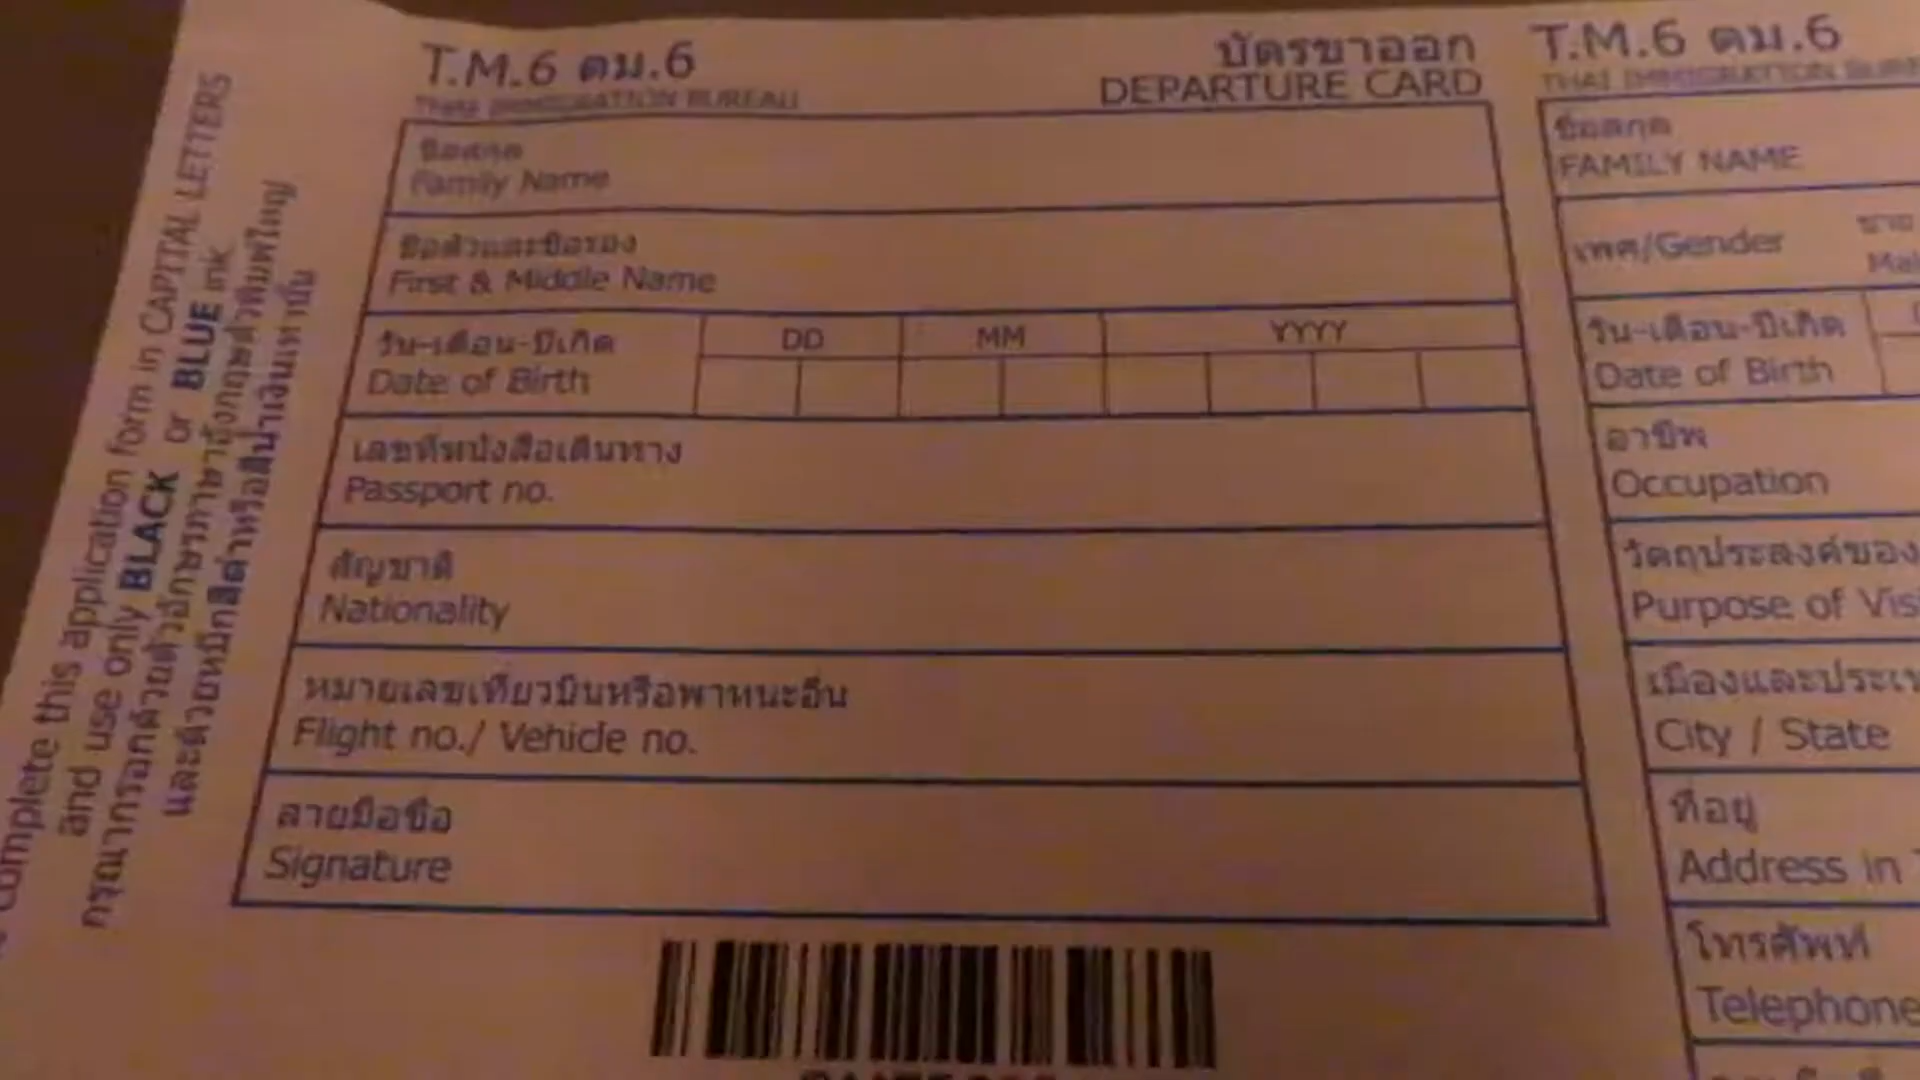 Complete this application form in CAPITAL LETTERS
and use only BLACK or BLUE ink
กรุณากรอกด้วยตัวอักษรภาษาอังกฤษตัวพิมพ์ใหญ่
และด้วยหมึกสีดำหรือสีน้ำเงินเท่านั้น
T.M.6 ตม.6
THAI IMMIGRATION BUREAU
บัตรขาออก
DEPARTURE CARD
ชื่อสกุล
Family Name
ชื่อตัวและชื่อรอง
First & Middle Name
วัน-เดือน-ปีเกิด
Date of Birth
DD MM YYYY
เลขที่หนังสือเดินทาง
Passport no.
สัญชาติ
Nationality
หมายเลขเที่ยวบินหรือพาหนะอื่น
Flight no./ Vehicle no.
ลายมือชื่อ
Signature
T.M.6 ตม.6
THAI IMMIGRATION
ชื่อสกุล
FAMILY NAME
เพศ/Gender
ชาย
วัน-เดือน-ปีเกิด
Date of Birth
อาชีพ
Occupation
วัตถุประสงค์ของ
Purpose of
เมืองและ
City / State
ที่อยู่
Address in
โทรศัพท์
Telephone